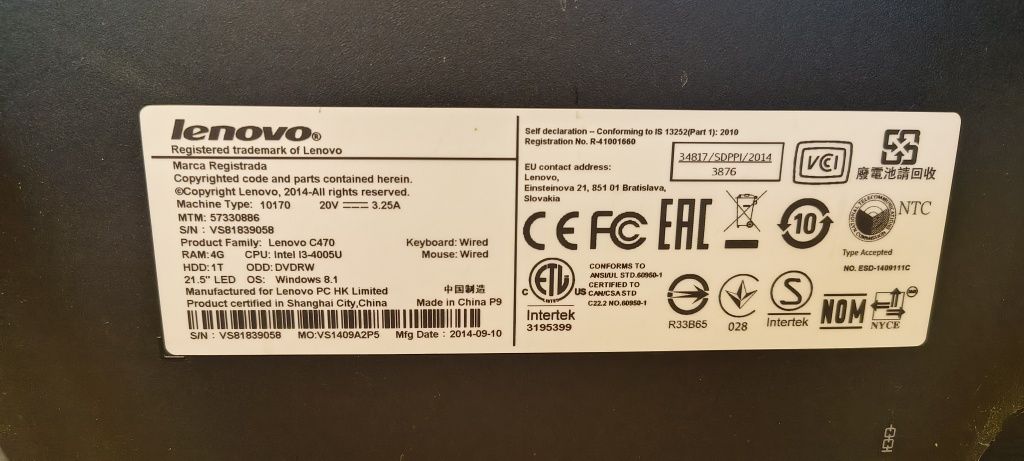 lenovo®
Registered trademark of Lenovo
Marca Registrada
Copyrighted code and parts contained herein.
©Copyright Lenovo, 2014-All rights reserved.
Machine Type: 10170 20V 3.25A
MTM: 57330886
S/N : VS81839058
Product Family: Lenovo C470 Keyboard: Wired
RAM:4G CPU: Intel I3-4005U Mouse: Wired
HDD:1T ODD:DVDRW
21.5" LED OS: Windows 8.1
Manufactured for Lenovo PC HK Limited 中国制造
Product certified in Shanghai City,China Made in China P9
S/N : VS81839058 MO:VS1409A2P5 Mfg Date : 2014-09-10
Self declaration – Conforming to IS 13252(Part 1): 2010
Registration No. R-41001660
34817/SDPPI/2014
3876
VCI
廢電池請回收
EU contact address:
Lenovo,
Einsteinova 21, 851 01 Bratislava,
Slovakia
CE FC EAC 10
NTC
Type Accepted
NO. ESD-1409111C
C ETL US
CONFORMS TO
ANSI/UL STD.60950-1
CERTIFIED TO
CAN/CSA STD
C22.2 NO.60950-1
Intertek
3195399
R33B65
028
S
Intertek
NOM
NYCE